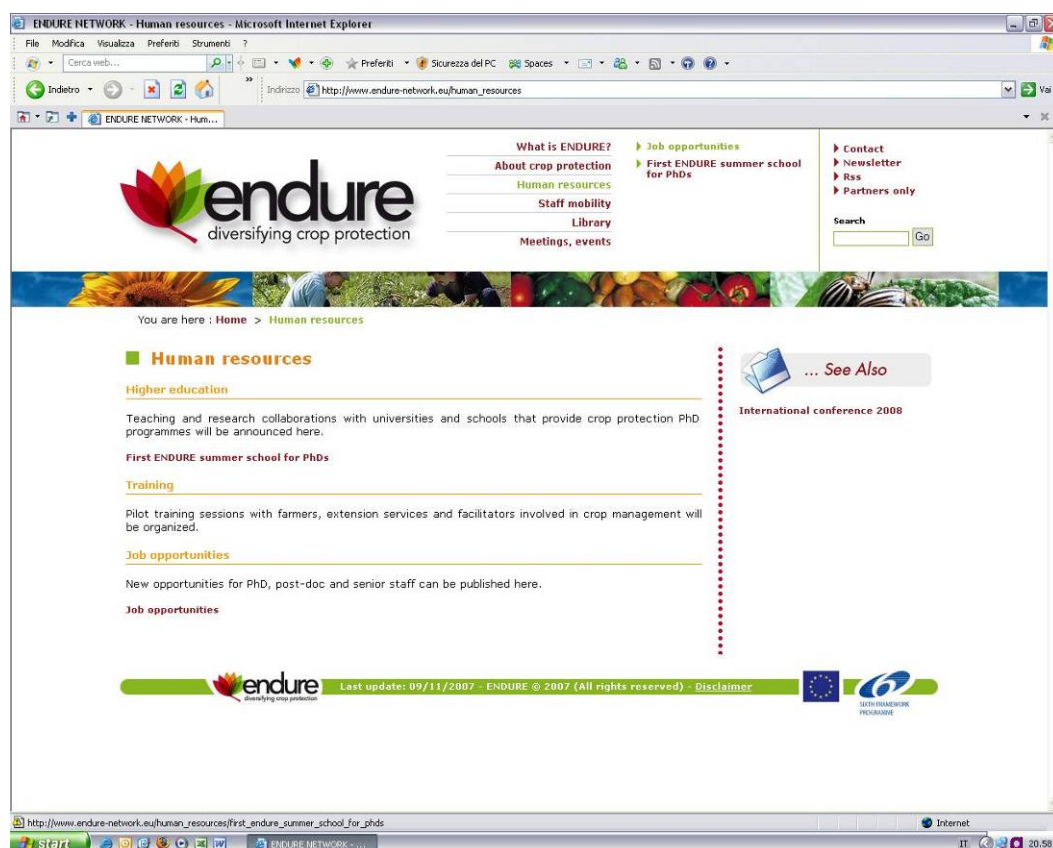 ENDURE NETWORK - Human resources - Microsoft Internet Explorer
File Modifica Visualizza Preferiti Strumenti ?
Cerca web... Preferiti Sicurezza del PC Spaces
Indietro Indirizzo http://www.endure-network.eu/human_resources Vai
ENDURE NETWORK - Hum...
endure
diversifying crop protection
What is ENDURE?
About crop protection
Human resources
Staff mobility
Library
Meetings, events
Job opportunities
First ENDURE summer school
for PhDs
Contact
Newsletter
Rss
Partners only
Search
Go
You are here : Home > Human resources
Human resources
Higher education
Teaching and research collaborations with universities and schools that provide crop protection PhD
programmes will be announced here.
First ENDURE summer school for PhDs
Training
Pilot training sessions with farmers, extension services and facilitators involved in crop management will
be organized.
Job opportunities
New opportunities for PhD, post-doc and senior staff can be published here.
Job opportunities
... See Also
International conference 2008
endure
diversifying crop protection
Last update: 09/11/2007 - ENDURE © 2007 (All rights reserved) - Disclaimer
6
SIXTH FRAMEWORK
PROGRAMME
http://www.endure-network.eu/human_resources/first_endure_summer_school_for_phds Internet
start ENDURE NETWORK - ... IT 20.58